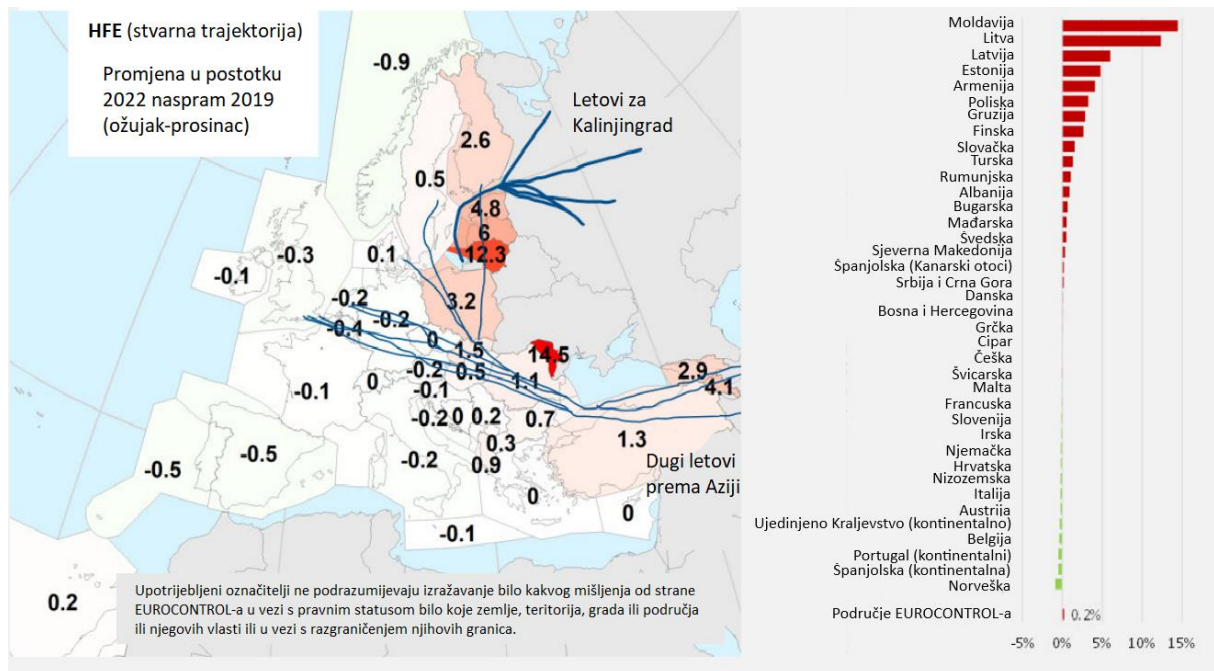 HFE (stvarna trajektorija)
Promjena u postotku
2022 naspram 2019
(ožujak-prosinac)
-0.9
Letovi za
Kalinjingrad
2.6
0.5
4.8
6
12.3
-0.3
0.1
-0.1
-0.2
-0.2
-0.4
3.2
0
1.5
14.5
-0.2
0.5
1.1
2.9
4.1
-0.1
0
-0.1
-0.2
0
0.2
0.7
0.3
1.3
-0.5
-0.5
-0.2
0.9
Dugi letovi
prema Aziji
0
0
-0.1
0.2
Upotrijebljeni označitelji ne podrazumijevaju izražavanje bilo kakvog mišljenja od strane
EUROCONTROL-a u vezi s pravnim statusom bilo koje zemlje, teritorija, grada ili područja
ili njegovih vlasti ili u vezi s razgraničenjem njihovih granica.
Moldavija
Litva
Latvija
Estonija
Armenija
Poljska
Gruzija
Finska
Slovačka
Turska
Rumunjska
Albanija
Bugarska
Mađarska
Švedska
Sjeverna Makedonija
Španjolska (Kanarski otoci)
Srbija i Crna Gora
Danska
Bosna i Hercegovina
Grčka
Cipar
Češka
Švicarska
Malta
Francuska
Slovenija
Irska
Njemačka
Hrvatska
Nizozemska
Italija
Austrija
Ujedinjeno Kraljevstvo (kontinentalno)
Belgija
Portugal (kontinentalni)
Španjolska (kontinentalna)
Norveška
Područje EUROCONTROL-a
0.2%
-5% 0% 5% 10% 15%